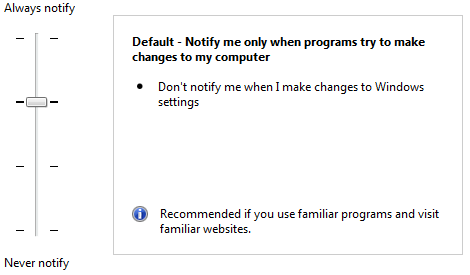 Always notify
Default - Notify me only when programs try to make
changes to my computer
Don't notify me when I make changes to Windows
settings
Recommended if you use familiar programs and visit
familiar websites.
Never notify